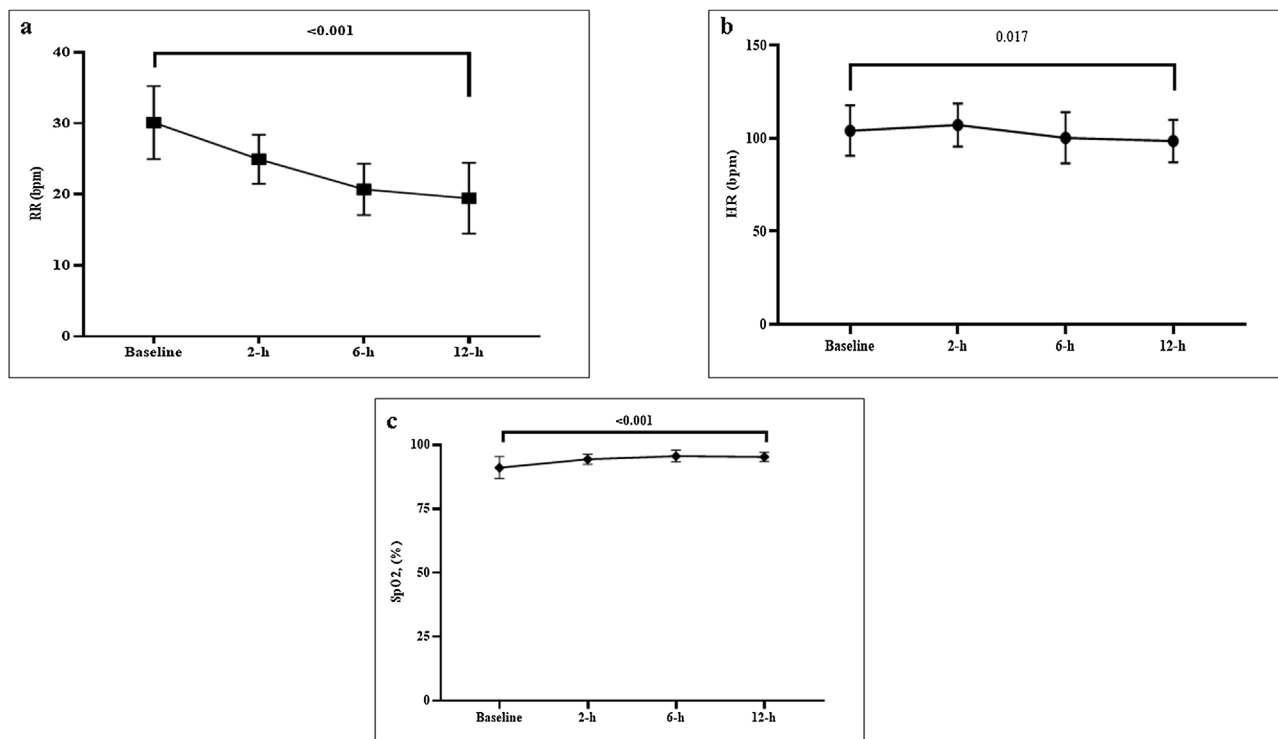 a
<0.001
RR (bpm)
40
30
20
10
0
Baseline 2-h 6-h 12-h
b
0.017
HR (bpm)
150
100
50
0
Baseline 2-h 6-h 12-h
c
<0.001
SpO2, (%)
100
75
50
25
0
Baseline 2-h 6-h 12-h